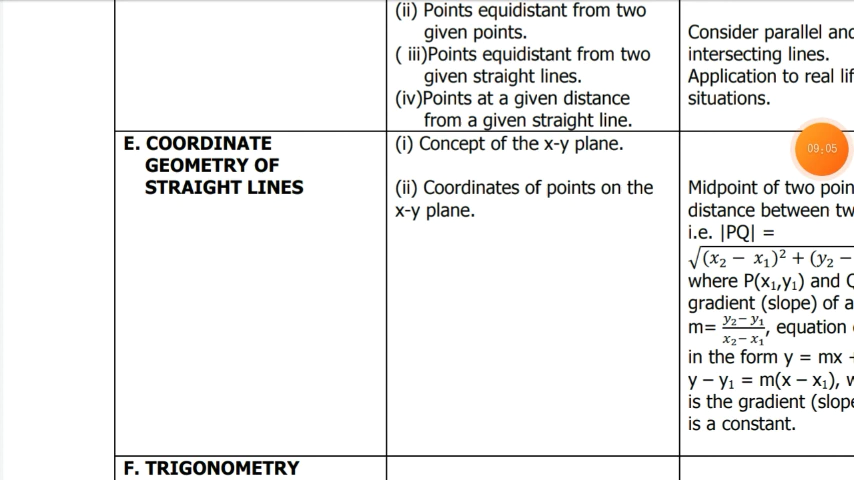 (ii) Points equidistant from two
given points.
( iii)Points equidistant from two
given straight lines.
(iv)Points at a given distance
from a given straight line.
Consider parallel and
intersecting lines.
Application to real lif
situations.
E. COORDINATE
GEOMETRY OF
STRAIGHT LINES
(i) Concept of the x-y plane.
(ii) Coordinates of points on the
x-y plane.
09:05
Midpoint of two poin
distance between tw
i.e. |PQ| =
√(x₂ − x₁)² + (y₂ −
where P(x₁,y₁) and Q
gradient (slope) of a
m= y₂− y₁ / x₂− x₁, equation
in the form y = mx +
y – y₁ = m(x – x₁), w
is the gradient (slope
is a constant.
F. TRIGONOMETRY